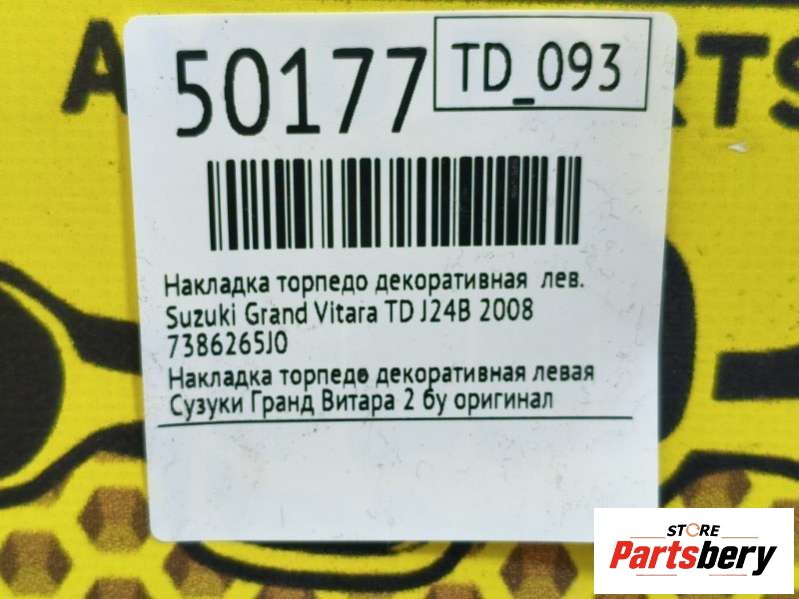 50177
TD_093
Накладка торпедо декоративная лев.
Suzuki Grand Vitara TD J24B 2008
7386265J0
Накладка торпедо декоративная левая
Сузуки Гранд Витара 2 бу оригинал
STORE
Partsbery